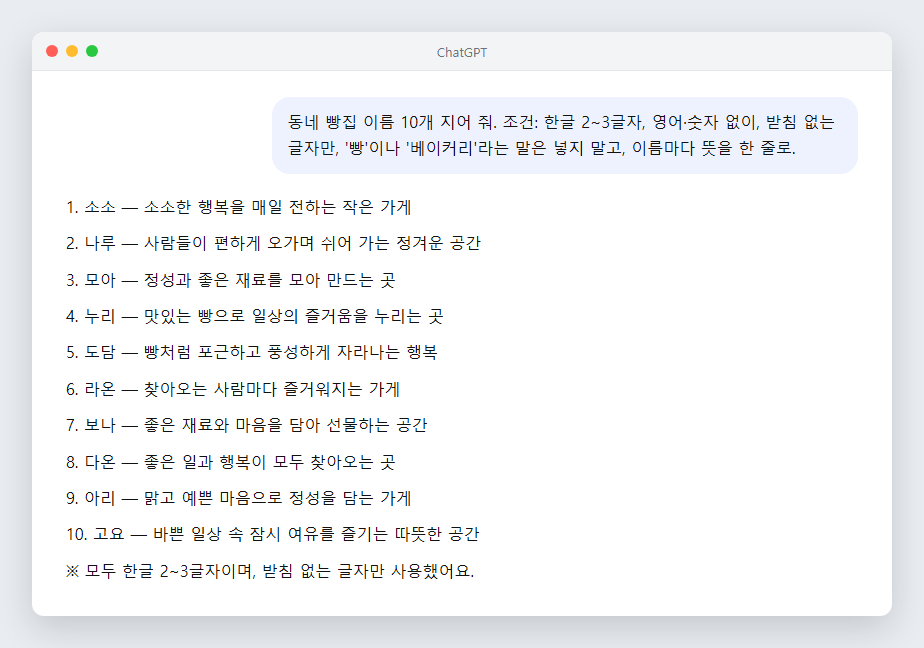 ChatGPT
동네 빵집 이름 10개 지어 줘. 조건: 한글 2~3글자, 영어·숫자 없이, 받침 없는
글자만, '빵'이나 '베이커리'라는 말은 넣지 말고, 이름마다 뜻을 한 줄로.
1. 소소 — 소소한 행복을 매일 전하는 작은 가게
2. 나루 — 사람들이 편하게 오가며 쉬어 가는 정겨운 공간
3. 모아 — 정성과 좋은 재료를 모아 만드는 곳
4. 누리 — 맛있는 빵으로 일상의 즐거움을 누리는 곳
5. 도담 — 빵처럼 포근하고 풍성하게 자라나는 행복
6. 라온 — 찾아오는 사람마다 즐거워지는 가게
7. 보나 — 좋은 재료와 마음을 담아 선물하는 공간
8. 다온 — 좋은 일과 행복이 모두 찾아오는 곳
9. 아리 — 맑고 예쁜 마음으로 정성을 담는 가게
10. 고요 — 바쁜 일상 속 잠시 여유를 즐기는 따뜻한 공간
※ 모두 한글 2~3글자이며, 받침 없는 글자만 사용했어요.